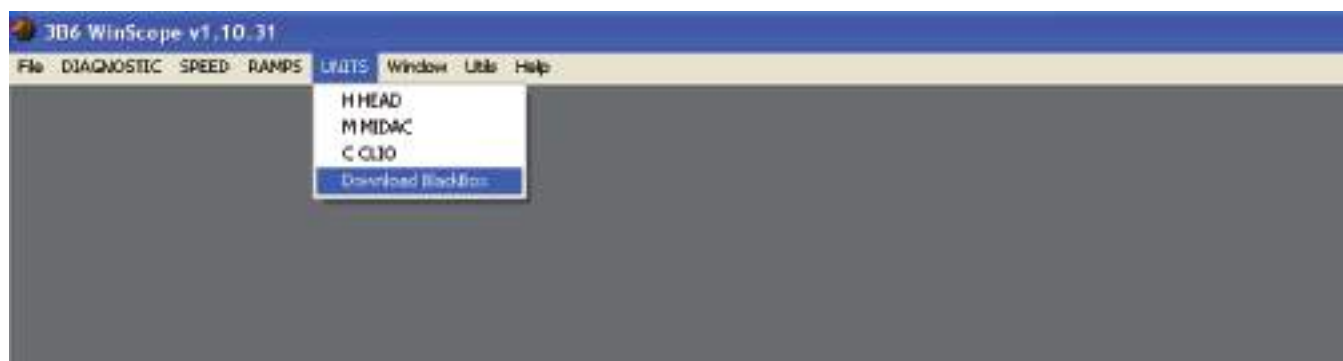 3B6 WinScope v1.10.31
File DIAGNOSTIC SPEED RAMPS UNITS Window Utils Help
H HEAD
M MIDAC
C CLIO
Download BlackBox